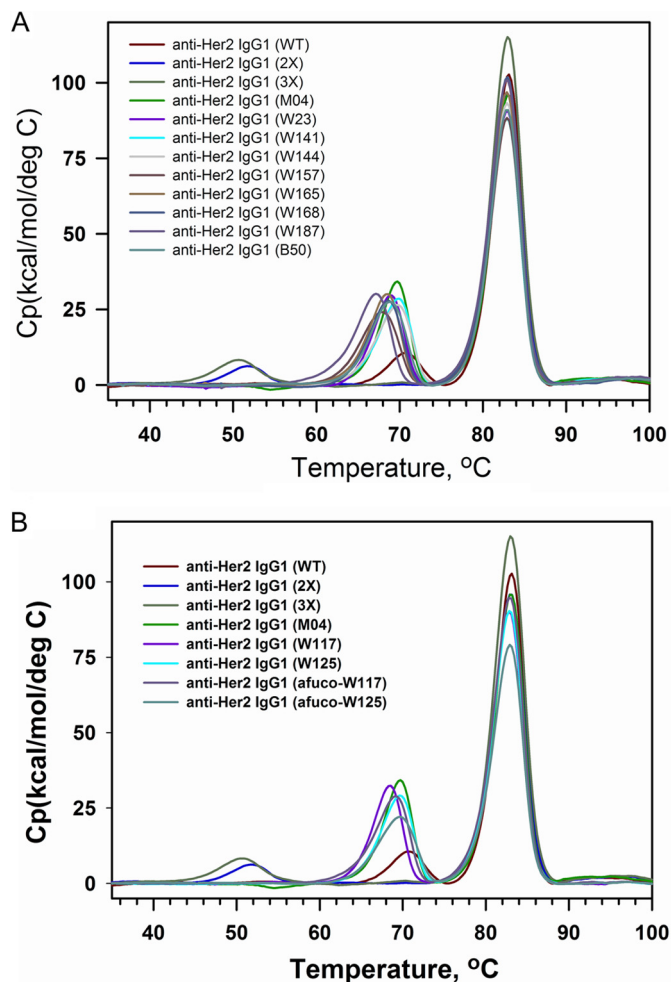 A
anti-Her2 IgG1 (WT)
anti-Her2 IgG1 (2X)
anti-Her2 IgG1 (3X)
anti-Her2 IgG1 (M04)
anti-Her2 IgG1 (W23)
anti-Her2 IgG1 (W141)
anti-Her2 IgG1 (W144)
anti-Her2 IgG1 (W157)
anti-Her2 IgG1 (W165)
anti-Her2 IgG1 (W168)
anti-Her2 IgG1 (W187)
anti-Her2 IgG1 (B50)
Cp(kcal/mol/deg C)
100
75
50
25
0
40 50 60 70 80 90 100
Temperature, °C
B
anti-Her2 IgG1 (WT)
anti-Her2 IgG1 (2X)
anti-Her2 IgG1 (3X)
anti-Her2 IgG1 (M04)
anti-Her2 IgG1 (W117)
anti-Her2 IgG1 (W125)
anti-Her2 IgG1 (afuco-W117)
anti-Her2 IgG1 (afuco-W125)
Cp(kcal/mol/deg C)
100
75
50
25
0
40 50 60 70 80 90 100
Temperature, °C